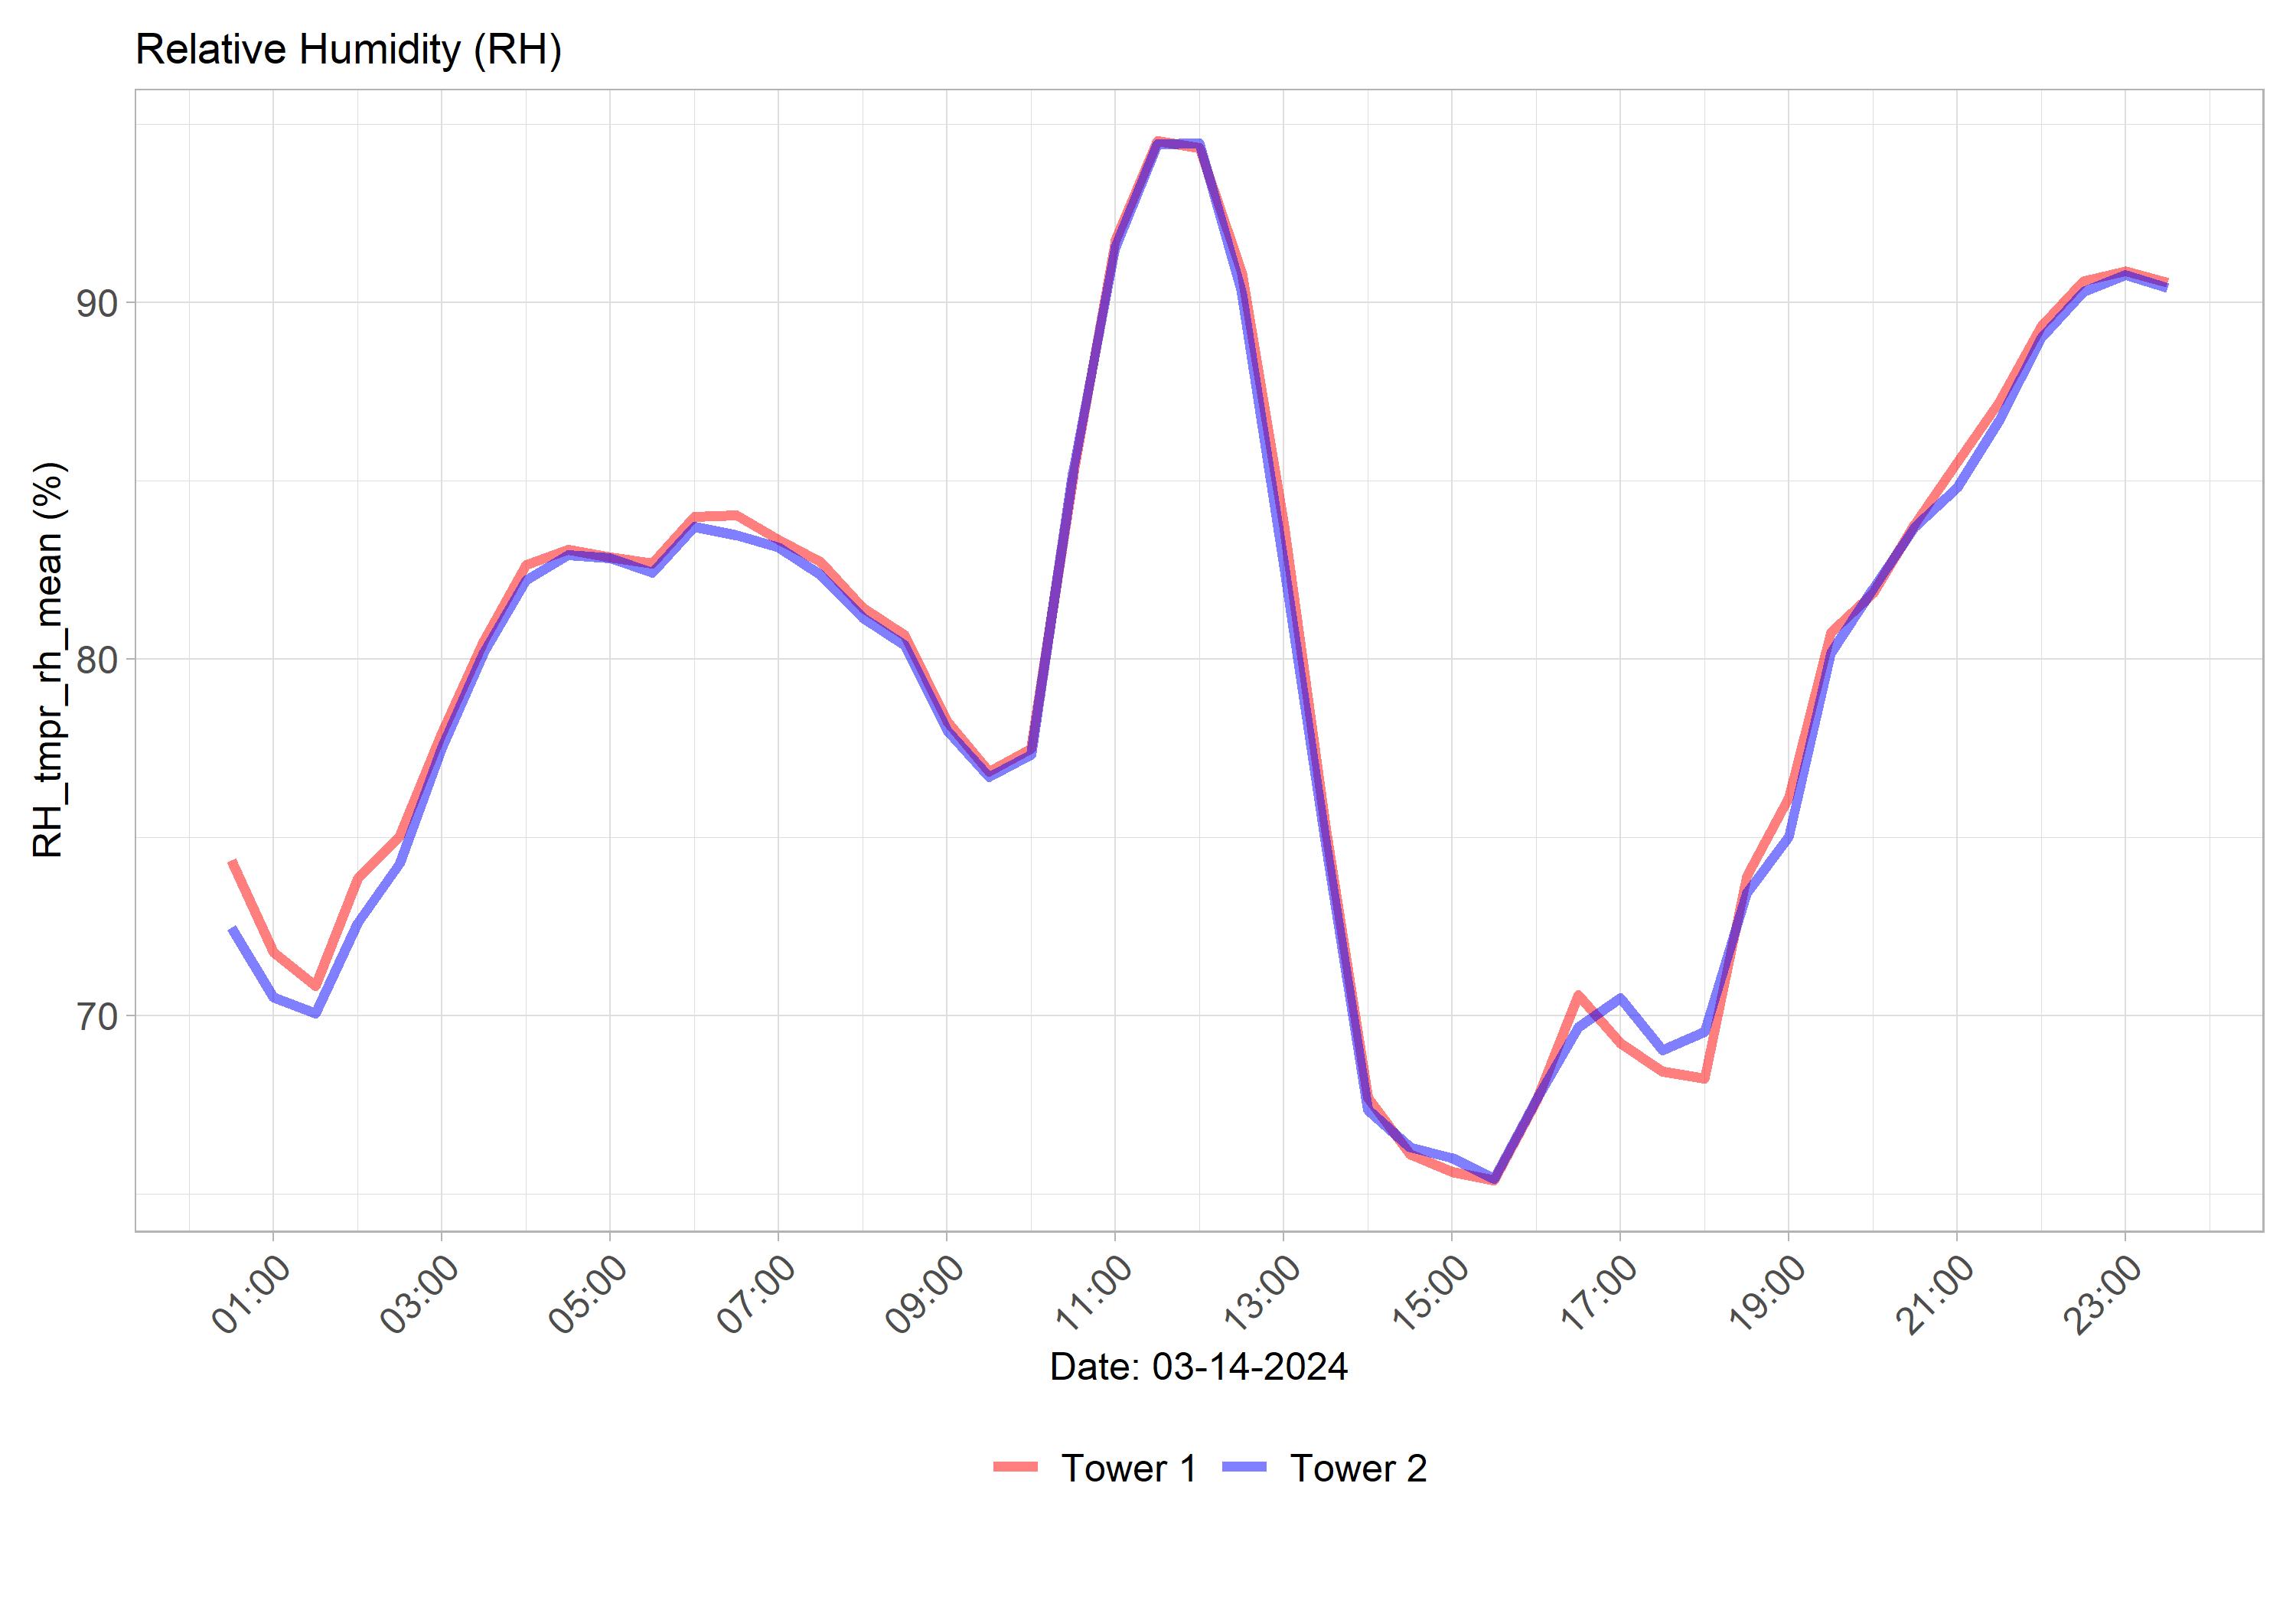 Relative Humidity (RH)
RH_tmpr_rh_mean (%)
90
80
70
01:00 03:00 05:00 07:00 09:00 11:00 13:00 15:00 17:00 19:00 21:00 23:00
Date: 03-14-2024
Tower 1 Tower 2